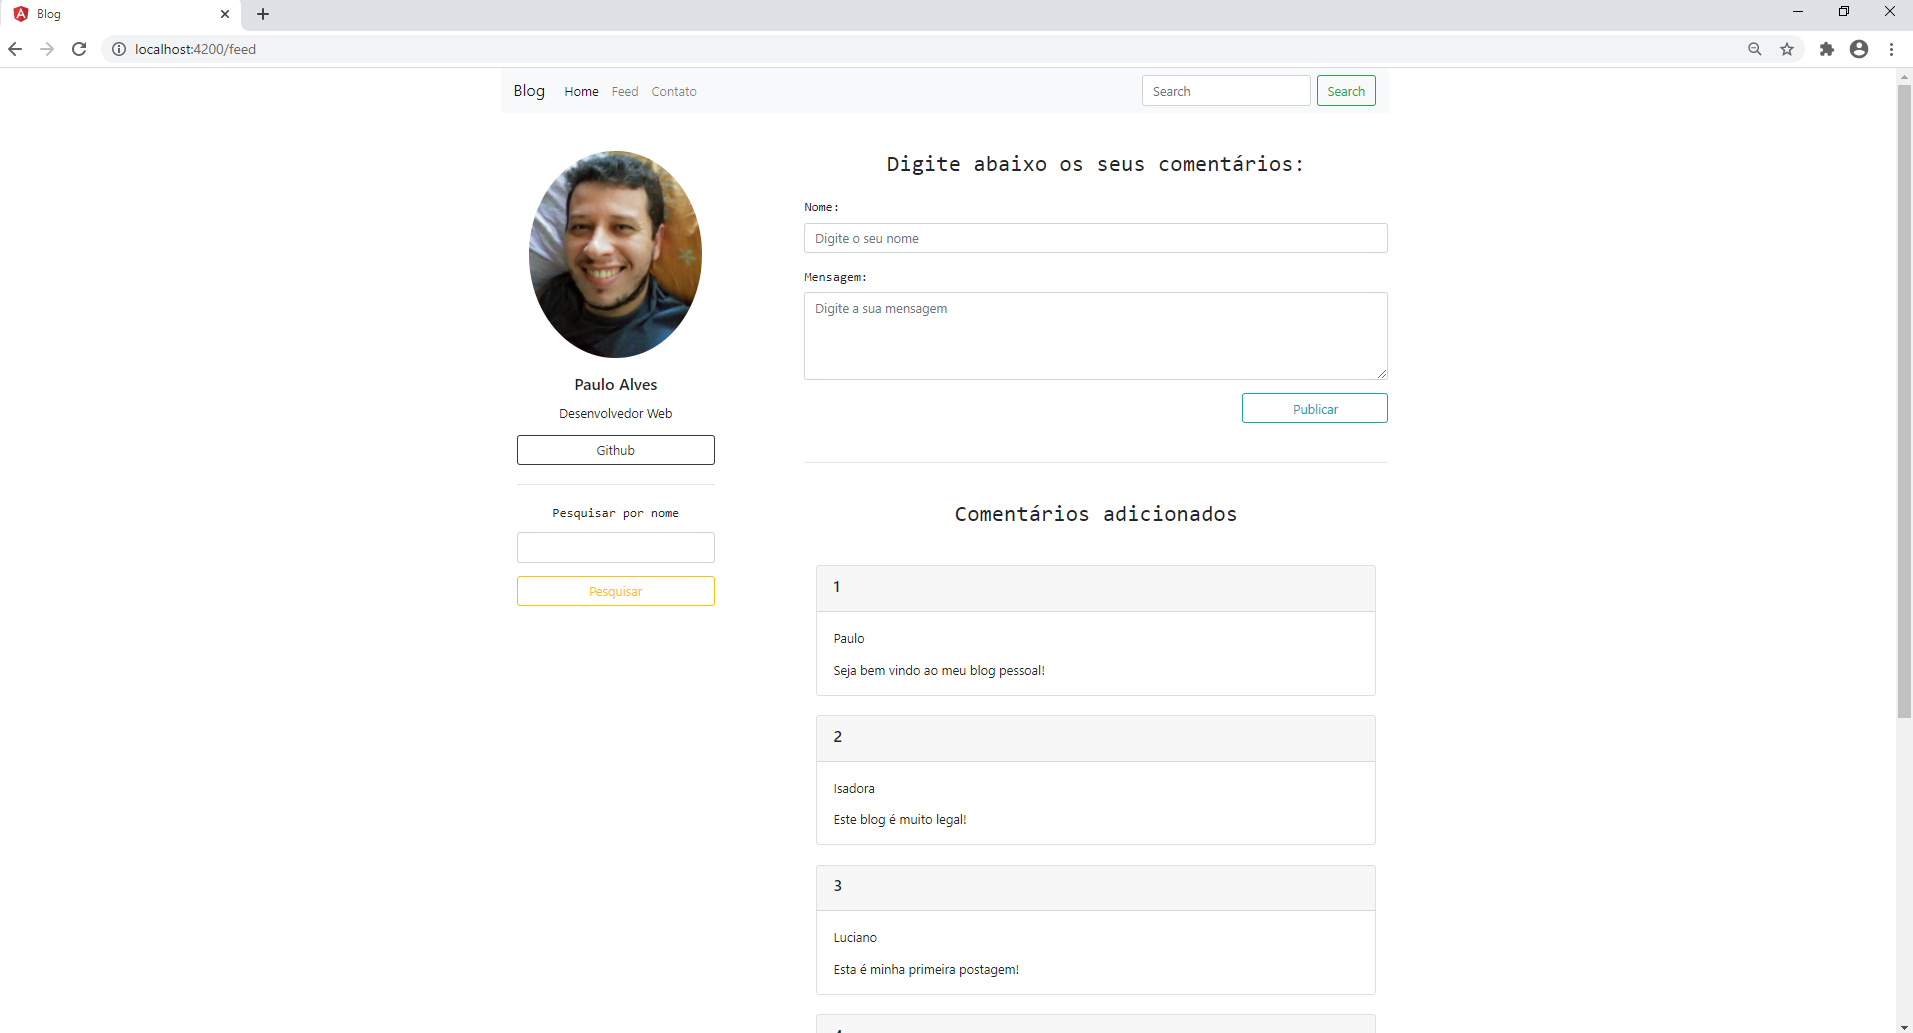 Blog
localhost:4200/feed
Blog Home Feed Contato Search Search
Digite abaixo os seus comentários:
Nome:
Digite o seu nome
Mensagem:
Digite a sua mensagem
Publicar
Paulo Alves
Desenvolvedor Web
Github
Pesquisar por nome
Pesquisar
Comentários adicionados
1
Paulo
Seja bem vindo ao meu blog pessoal!
2
Isadora
Este blog é muito legal!
3
Luciano
Esta é minha primeira postagem!